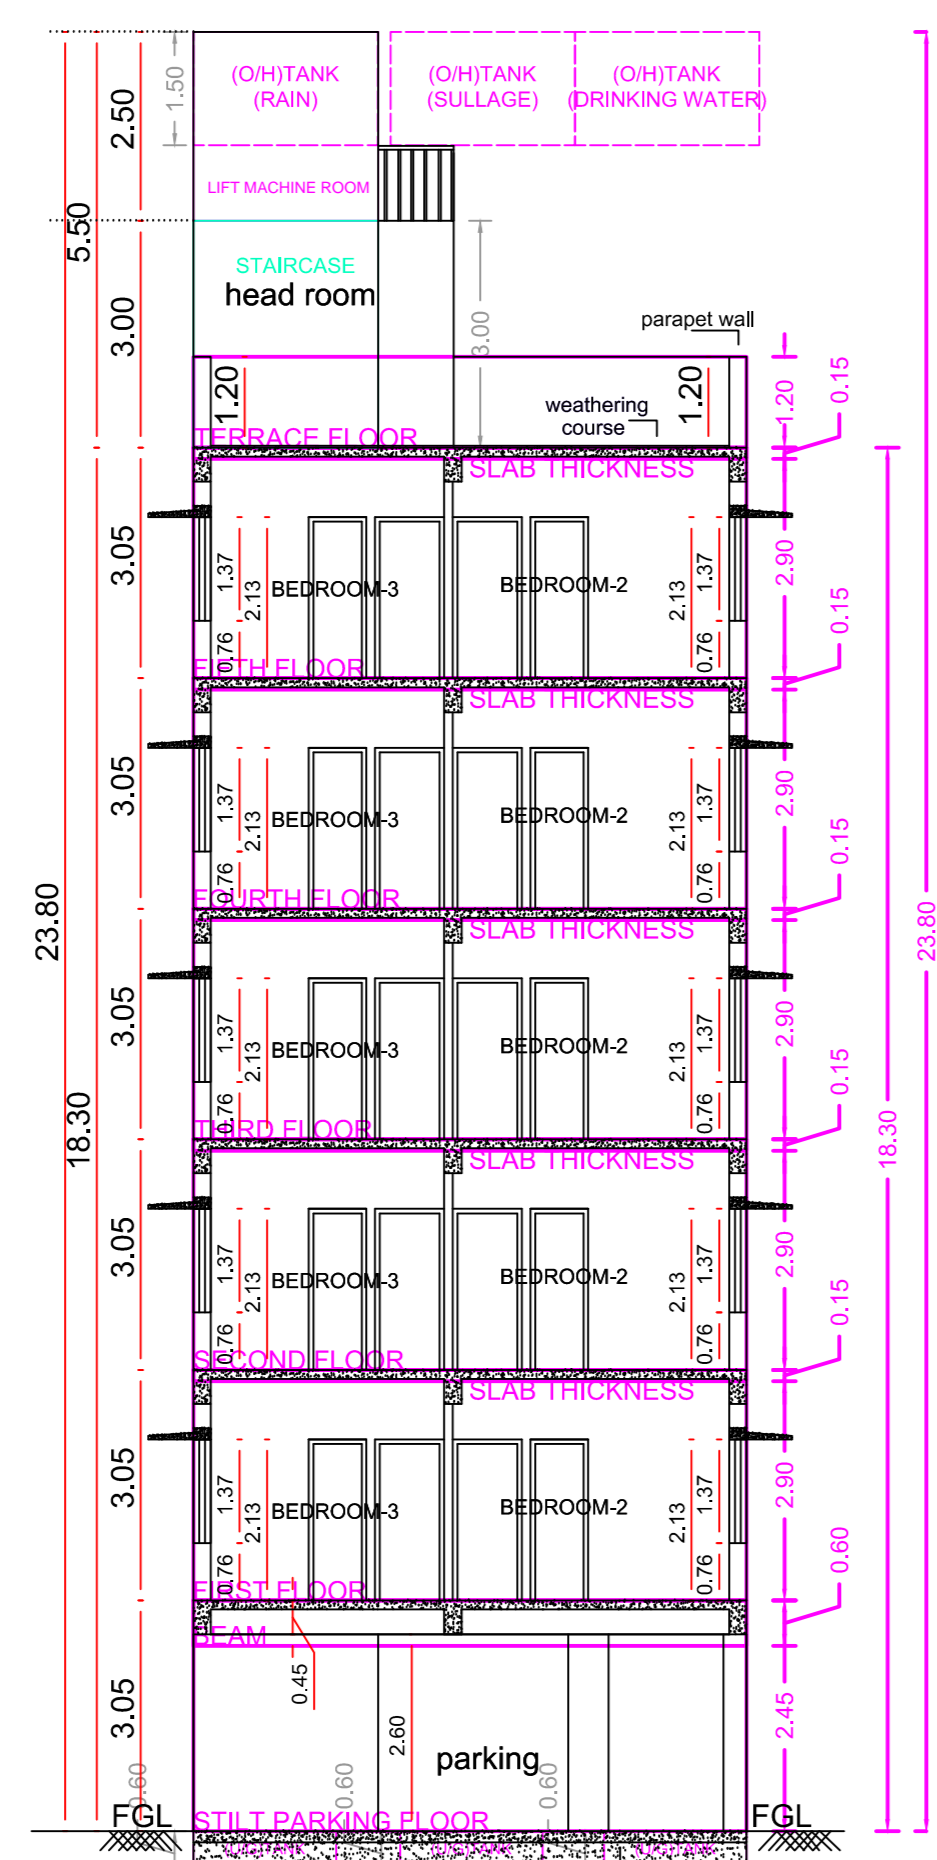 (O/H)TANK
(RAIN)
(O/H)TANK
(SULLAGE)
(O/H)TANK
(DRINKING WATER)
1.50
2.50
LIFT MACHINE ROOM
5.50
STAIRCASE
head room
3.00
3.00
parapet wall
1.20
1.20
1.20
0.15
weathering
course
TERRACE FLOOR
SLAB THICKNESS
3.05
1.37
2.13
0.76
BEDROOM-3
BEDROOM-2
2.13
1.37
0.76
2.90
0.15
FIFTH FLOOR
SLAB THICKNESS
3.05
1.37
2.13
0.76
BEDROOM-3
BEDROOM-2
2.13
1.37
0.76
2.90
0.15
FOURTH FLOOR
SLAB THICKNESS
23.80
23.80
3.05
1.37
2.13
0.76
BEDROOM-3
BEDROOM-2
2.13
1.37
0.76
2.90
0.15
THIRD FLOOR
SLAB THICKNESS
18.30
18.30
3.05
1.37
2.13
0.76
BEDROOM-3
BEDROOM-2
2.13
1.37
0.76
2.90
0.15
SECOND FLOOR
SLAB THICKNESS
3.05
1.37
2.13
0.76
BEDROOM-3
BEDROOM-2
2.13
1.37
0.76
2.90
0.60
FIRST FLOOR
BEAM
0.45
3.05
2.60
2.45
parking
0.60
0.60
0.60
FGL
STILT PARKING FLOOR
FGL
(U/G)TANK
(U/G)TANK
(U/G)TANK